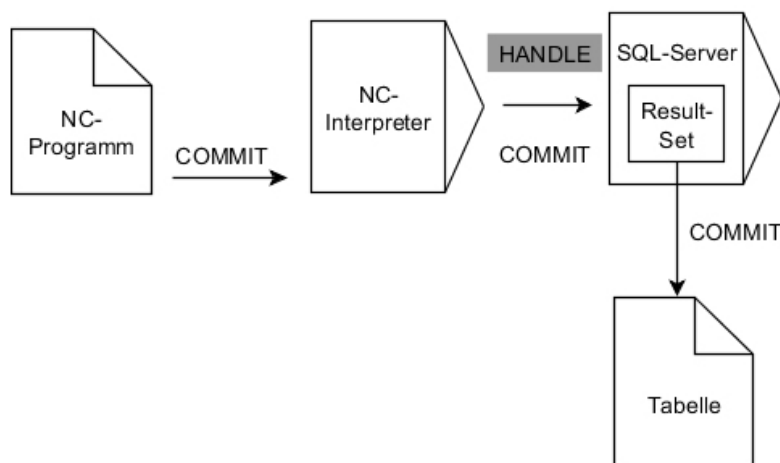 NC-
Programm
COMMIT
NC-
Interpreter
HANDLE
COMMIT
SQL-Server
Result-
Set
COMMIT
Tabelle